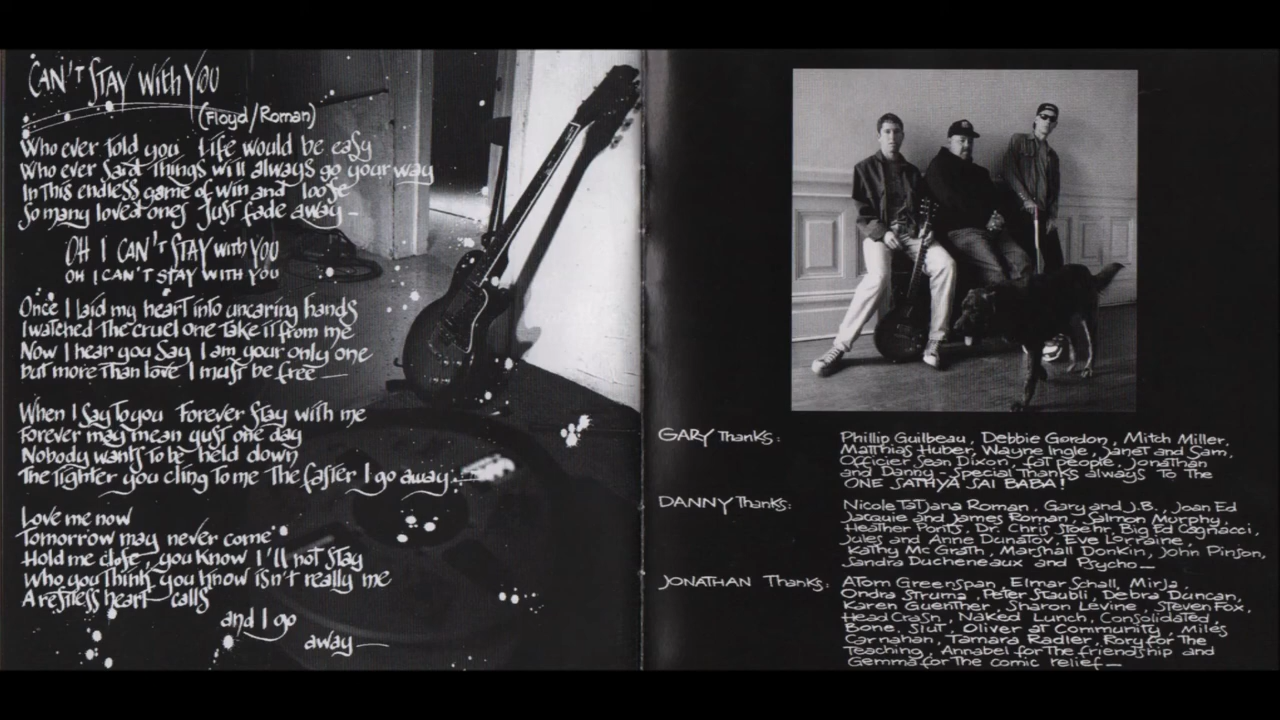 CAN'T STAY WITH YOU
(Floyd/Roman)
Who ever told you Life would be easy
Who ever said Things will always go your way
In This endless game of win and loose
So many loved ones Just fade away —
OH I CAN'T STAY WITH YOU
OH I CAN'T STAY WITH YOU
Once I laid my heart into uncaring hands
I watched The cruel one Take it from me
Now I hear you say I am your only one
but more Than love I must be free —
When I say To you Forever Stay with me
Forever may mean qust one day
Nobody wants To be held down
The Tighter you cling To me The faster I go away —
Love me now
Tomorrow may never come
Hold me close, you Know I'll not stay
Who you Think you know isn't really me
A restless heart calls
and I go
away —
GARY Thanks: Phillip Guilbeau, Debbie Gordon, Mitch Miller,
Matthias Huber, Wayne Ingle, Janet and Sam,
Officier Sean Dixon, fat people, Jonathan
and Danny - Special Thanks always To The
ONE SATHYA SAI BABA!
DANNY Thanks: Nicole TaTJana Roman, Gary and J.B., Joan Ed
Jacquie and James Roman, Salmon Murphy,
Heather Ponts, Dr. Chris Stoehr, Big Ed Cegnacci,
Jules and Anne Dunatov, Eve Lorraine,
Kathy McGrath, Marshall Donkin, John Pinson,
Sandra Ducheneaux and Psycho —
JONATHAN Thanks: ATom Greenspan, Elmar Schall, Mirja,
Ondra Struma, Peter Staubli, Debra Duncan,
Karen Guenther, Sharon Levine, Steven Fox,
Head Crash, Naked Lunch, Consolidated,
Bone, Slut, Oliver at Community, Miles
Carnahan, Tamara Radler, Rory for The
Teaching, Annabel for The friendship and
Gemma for The comic relief —